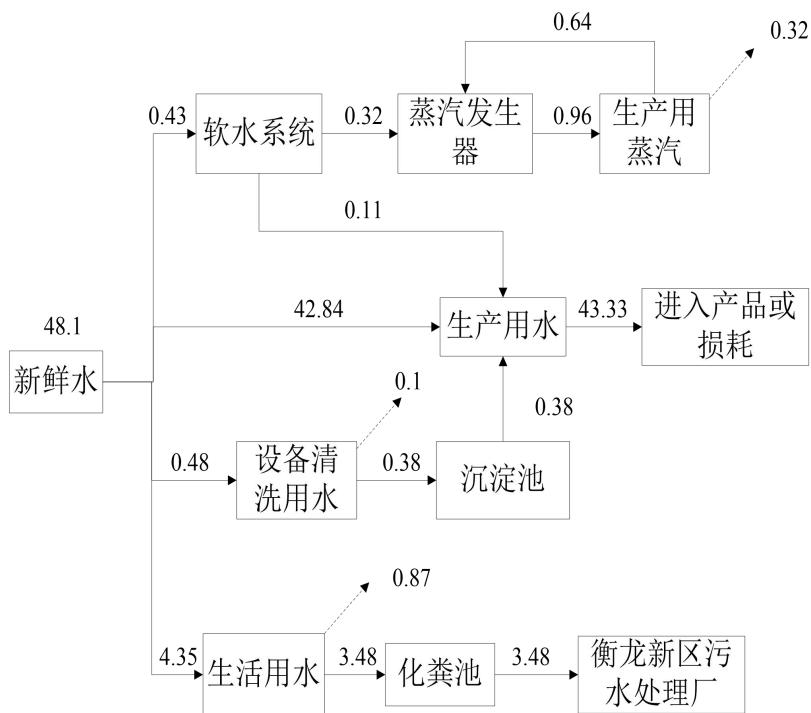 0.64
0.32
0.43
软水系统
0.32
蒸汽发生
器
0.96
生产用
蒸汽
0.11
48.1
新鲜水
42.84
生产用水
43.33
进入产品或
损耗
0.1
0.38
0.48
设备清
洗用水
0.38
沉淀池
0.87
4.35
生活用水
3.48
化粪池
3.48
衡龙新区污
水处理厂